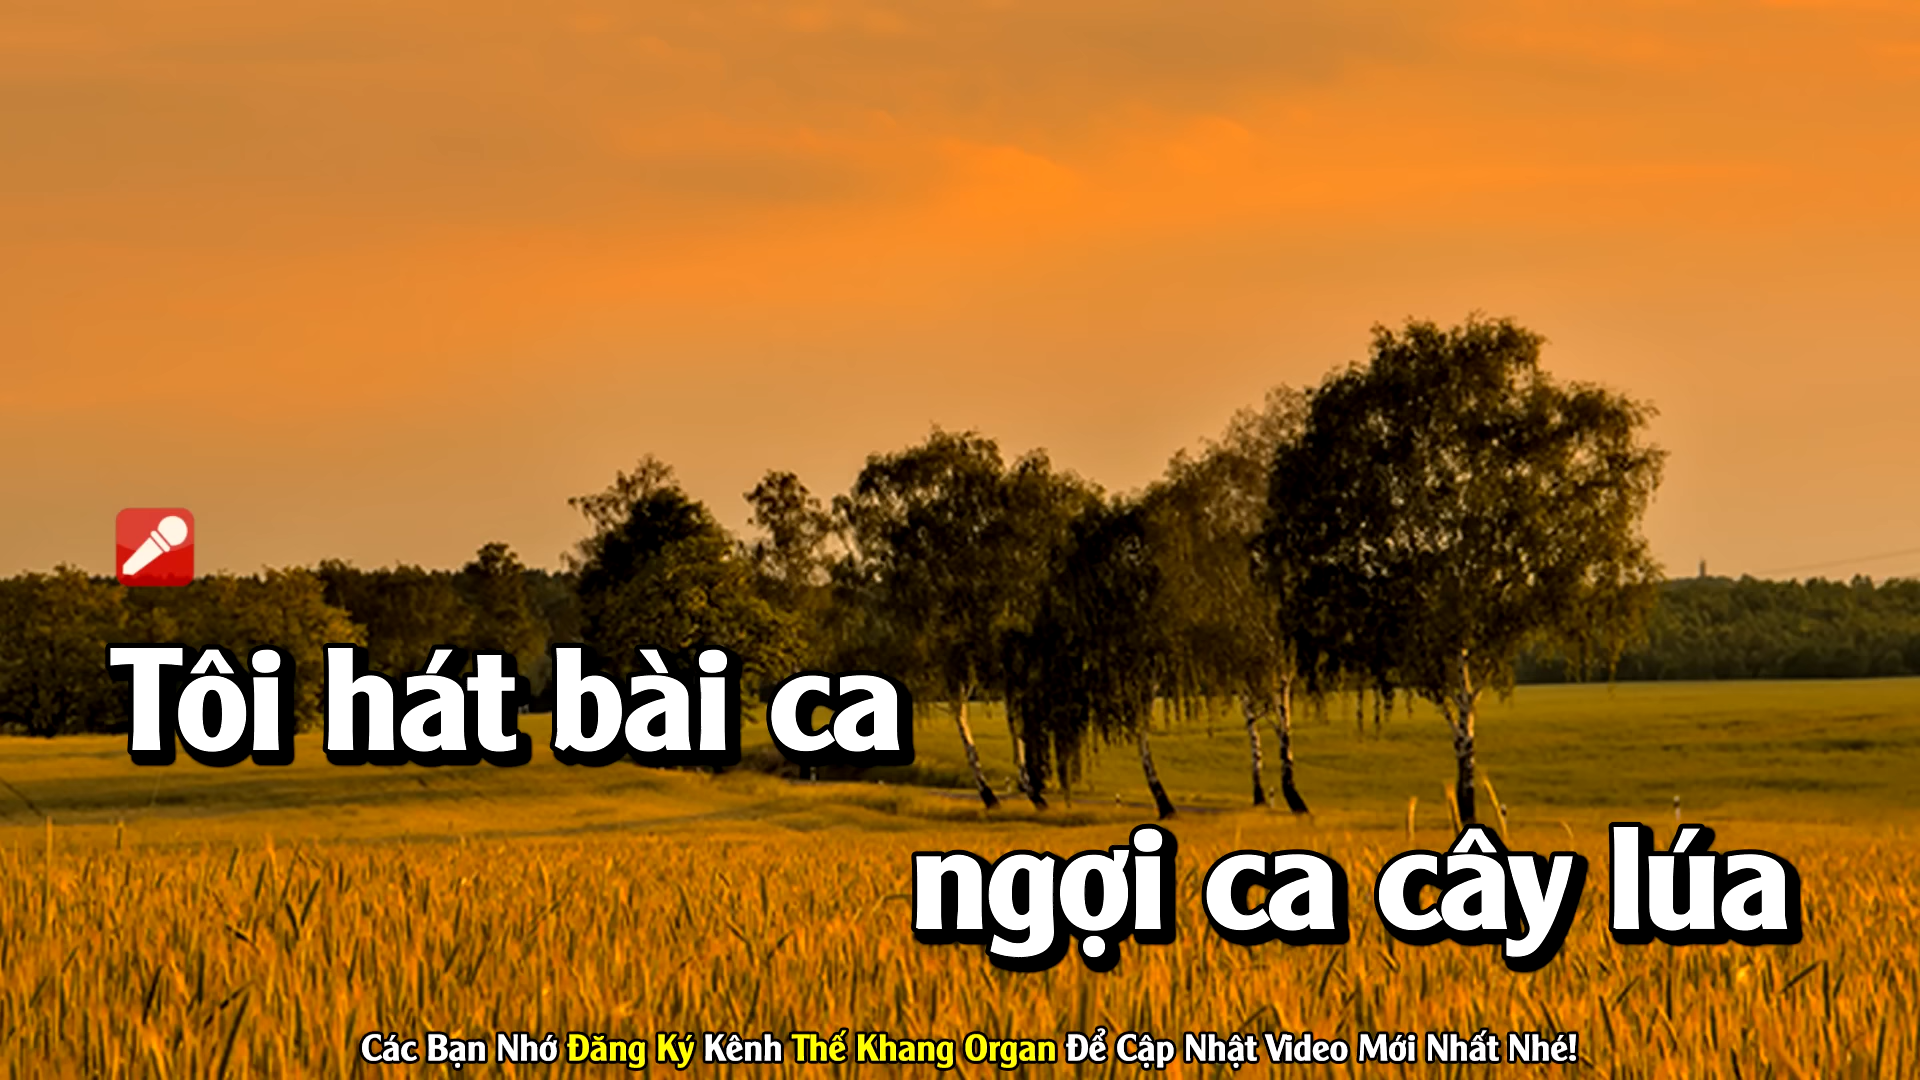 Tôi hát bài ca
ngợi ca cây lúa
Các Bạn Nhớ Đăng Ký Kênh Thế Khang Organ Để Cập Nhật Video Mới Nhất Nhé!